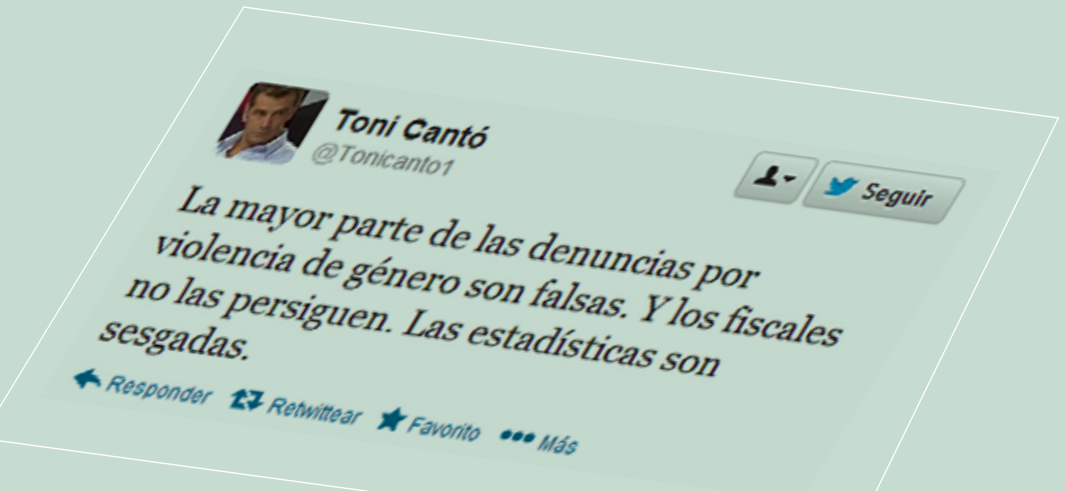 Toni Cantó
@Tonicanto1
Seguir
La mayor parte de las denuncias por
violencia de género son falsas. Y los fiscales
no las persiguen. Las estadísticas son
sesgadas.
Responder Retwittear Favorito Más